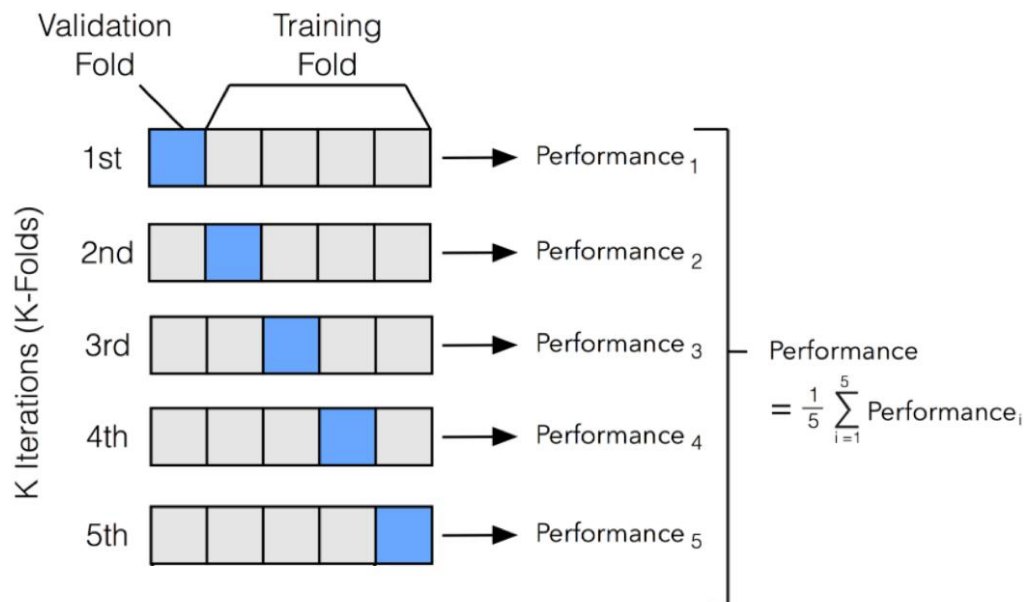 Validation
Fold
Training
Fold
K Iterations (K-Folds)
1st
Performance 1
2nd
Performance 2
3rd
Performance 3
4th
Performance 4
5th
Performance 5
Performance
= 1/5 5∑i=1 Performancei